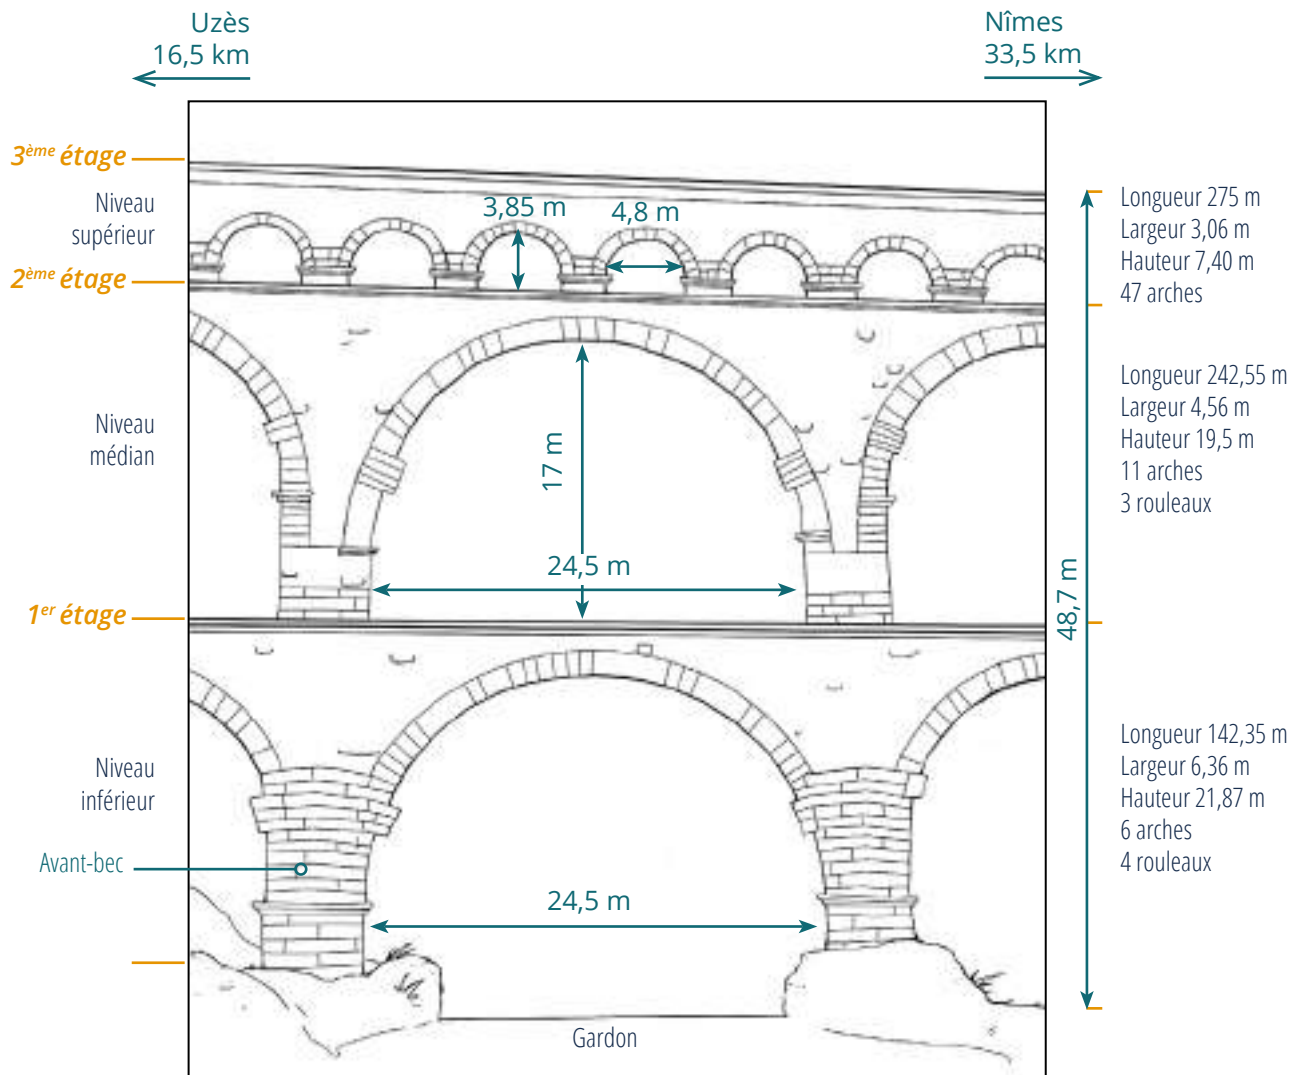 Uzès
16,5 km
Nîmes
33,5 km
3ème étage
Niveau
supérieur
2ème étage
3,85 m
4,8 m
Longueur 275 m
Largeur 3,06 m
Hauteur 7,40 m
47 arches
Niveau
médian
17 m
24,5 m
Longueur 242,55 m
Largeur 4,56 m
Hauteur 19,5 m
11 arches
3 rouleaux
1er étage
48,7 m
Niveau
inférieur
Avant-bec
24,5 m
Longueur 142,35 m
Largeur 6,36 m
Hauteur 21,87 m
6 arches
4 rouleaux
Gardon